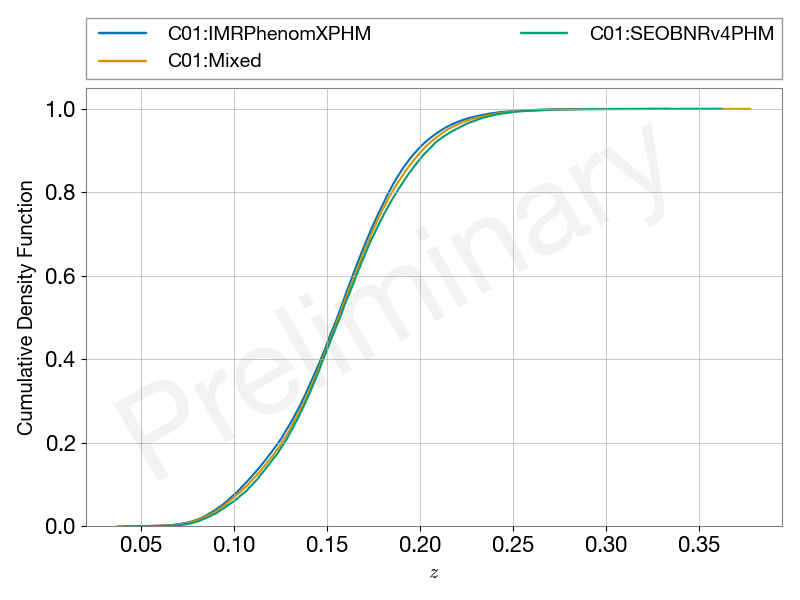 C01:IMRPhenomXPHM
C01:Mixed
C01:SEOBNRv4PHM
Preliminary
Cumulative Density Function
1.0
0.8
0.6
0.4
0.2
0.0
0.05 0.10 0.15 0.20 0.25 0.30 0.35
z